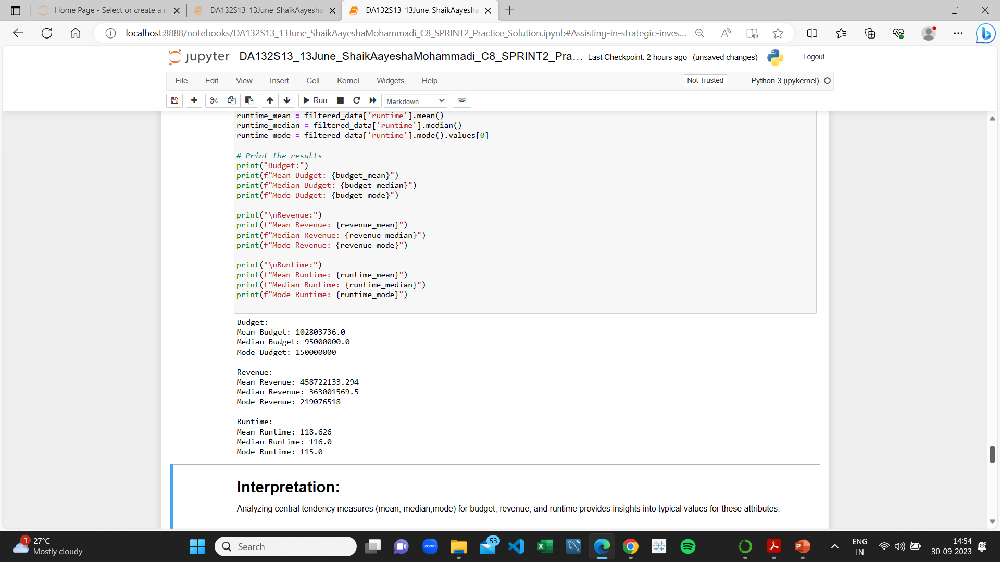 Home Page - Select or create a n
DA132S13_13June_ShaikAayesha
DA132S13_13June_ShaikAayesha
localhost:8888/notebooks/DA132S13_13June_ShaikAayeshaMohammadi_C8_SPRINT2_Practice_Solution.ipynb#Assisting-in-strategic-inves...
jupyter DA132S13_13June_ShaikAayeshaMohammadi_C8_SPRINT2_Pra... Last Checkpoint: 2 hours ago (unsaved changes) Logout
File Edit View Insert Cell Kernel Widgets Help Not Trusted Python 3 (ipykernel)
Run Markdown
runtime_mean = filtered_data['runtime'].mean()
runtime_median = filtered_data['runtime'].median()
runtime_mode = filtered_data['runtime'].mode().values[0]
# Print the results
print("Budget:")
print(f"Mean Budget: {budget_mean}")
print(f"Median Budget: {budget_median}")
print(f"Mode Budget: {budget_mode}")
print("\nRevenue:")
print(f"Mean Revenue: {revenue_mean}")
print(f"Median Revenue: {revenue_median}")
print(f"Mode Revenue: {revenue_mode}")
print("\nRuntime:")
print(f"Mean Runtime: {runtime_mean}")
print(f"Median Runtime: {runtime_median}")
print(f"Mode Runtime: {runtime_mode}")
Budget:
Mean Budget: 102803736.0
Median Budget: 95000000.0
Mode Budget: 150000000
Revenue:
Mean Revenue: 458722133.294
Median Revenue: 363001569.5
Mode Revenue: 219076518
Runtime:
Mean Runtime: 118.626
Median Runtime: 116.0
Mode Runtime: 115.0
Interpretation:
Analyzing central tendency measures (mean, median,mode) for budget, revenue, and runtime provides insights into typical values for these attributes.
1
27°C
Mostly cloudy
Search
zoom
53
ENG
IN
14:54
30-09-2023